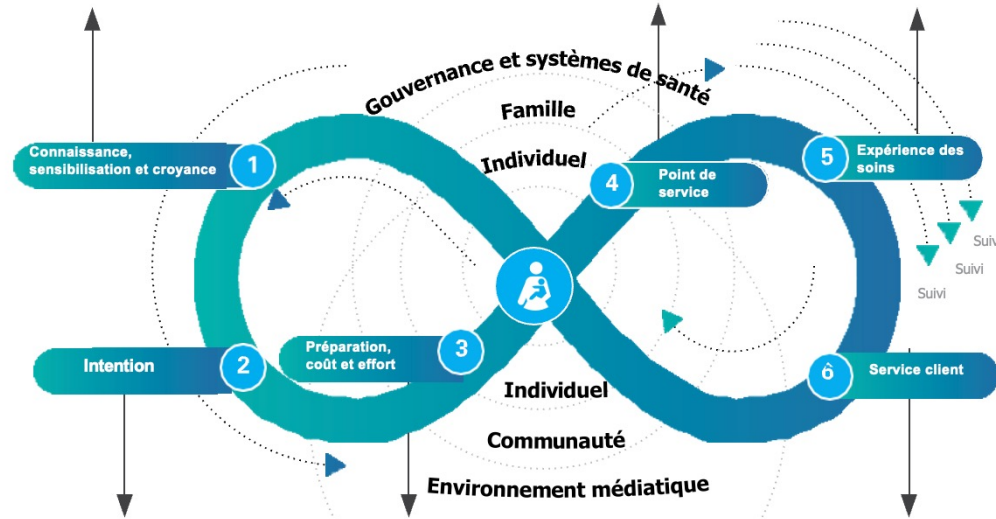 Gouvernance et systèmes de santé
Famille
Individuel
Connaissance,
sensibilisation et croyance
1
4
Point de
service
5
Expérience des
soins
Suivi
Suivi
Suivi
Intention
2
Préparation,
coût et effort
3
6
Service client
Individuel
Communauté
Environnement médiatique